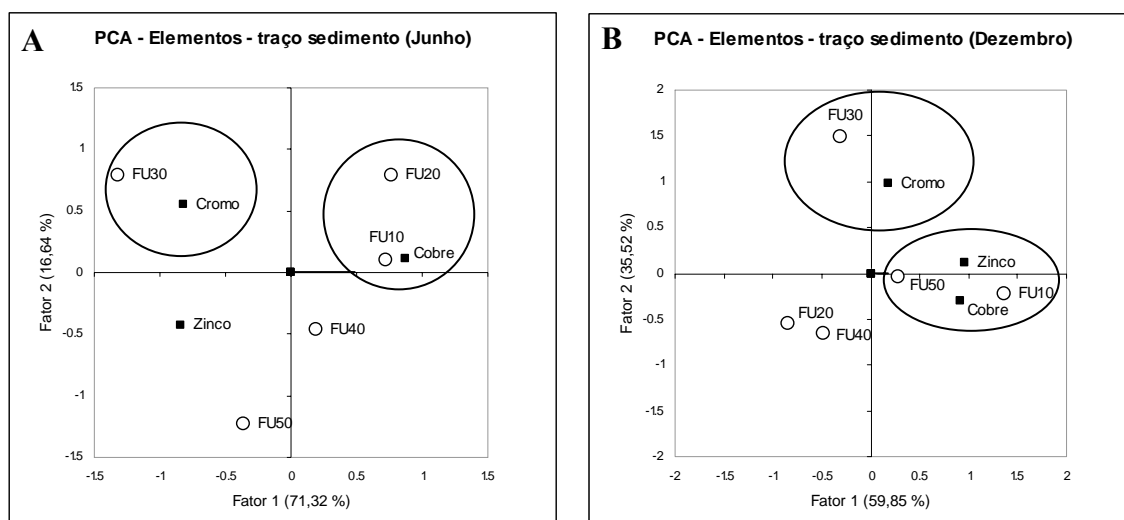 A
PCA - Elementos - traço sedimento (Junho)
1.5
1
0.5
0
-0.5
-1
-1.5
Fator 2 (16,64 %)
FU30
Cromo
FU20
FU10
Cobre
Zinco
FU40
FU50
-1.5
-1
-0.5
0
0.5
1
1.5
Fator 1 (71,32 %)
B
PCA - Elementos - traço sedimento (Dezembro)
2
1.5
1
0.5
0
-0.5
-1
-1.5
-2
Fator 2 (35,52 %)
FU30
Cromo
Zinco
FU50
FU10
Cobre
FU20
FU40
-2
-1.5
-1
-0.5
0
0.5
1
1.5
2
Fator 1 (59,85 %)